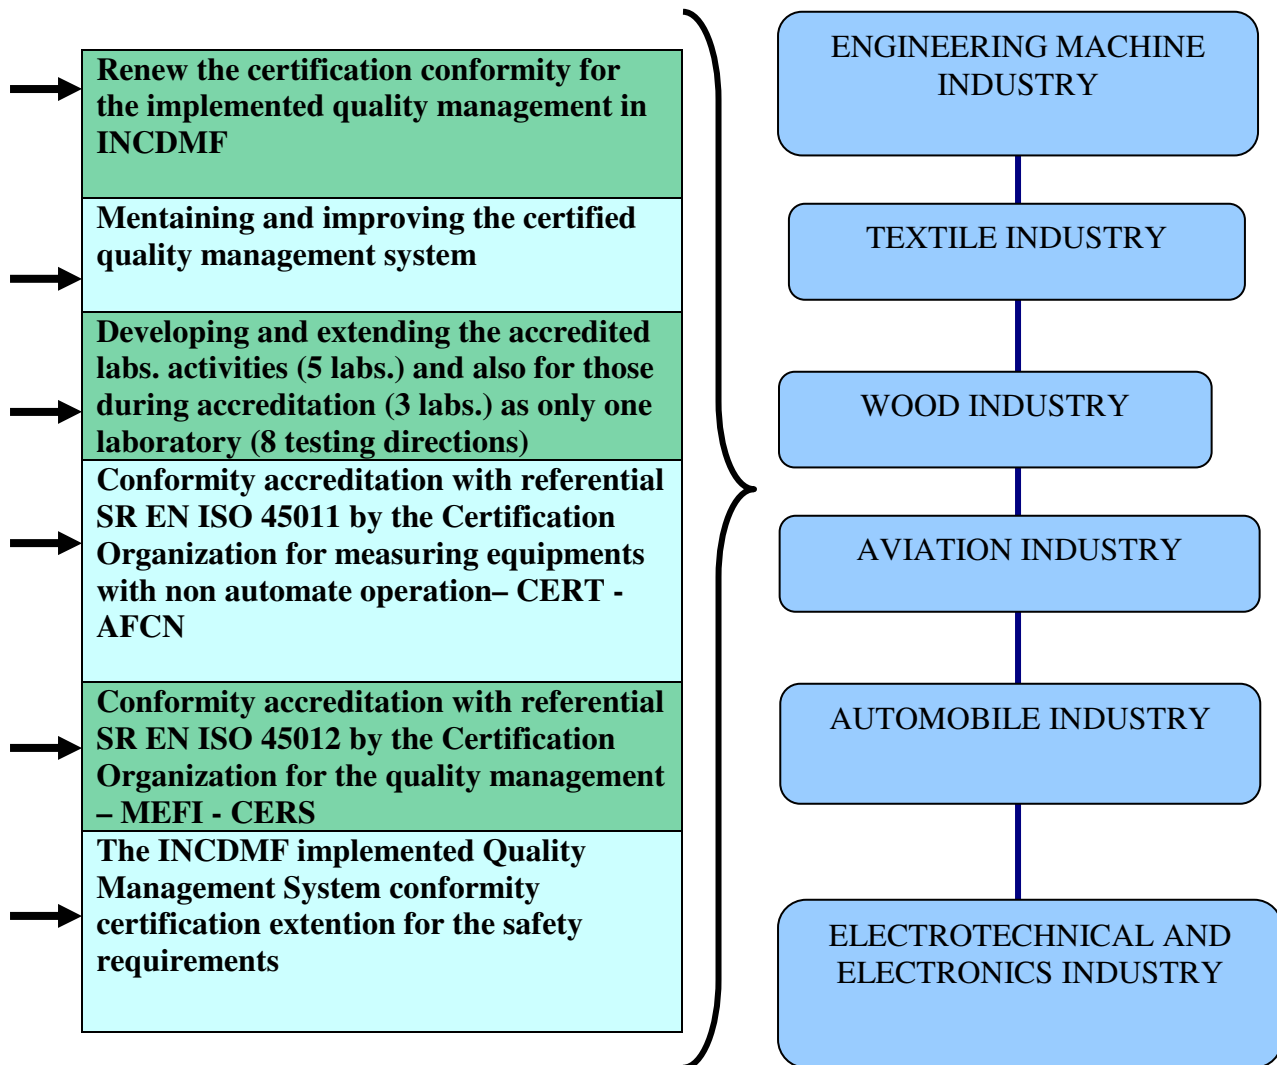 Renew the certification conformity for
the implemented quality management in
INCDMF
Mentaining and improving the certified
quality management system
Developing and extending the accredited
labs. activities (5 labs.) and also for those
during accreditation (3 labs.) as only one
laboratory (8 testing directions)
Conformity accreditation with referential
SR EN ISO 45011 by the Certification
Organization for measuring equipments
with non automate operation– CERT -
AFCN
Conformity accreditation with referential
SR EN ISO 45012 by the Certification
Organization for the quality management
– MEFI - CERS
The INCDMF implemented Quality
Management System conformity
certification extention for the safety
requirements
ENGINEERING MACHINE
INDUSTRY
TEXTILE INDUSTRY
WOOD INDUSTRY
AVIATION INDUSTRY
AUTOMOBILE INDUSTRY
ELECTROTECHNICAL AND
ELECTRONICS INDUSTRY